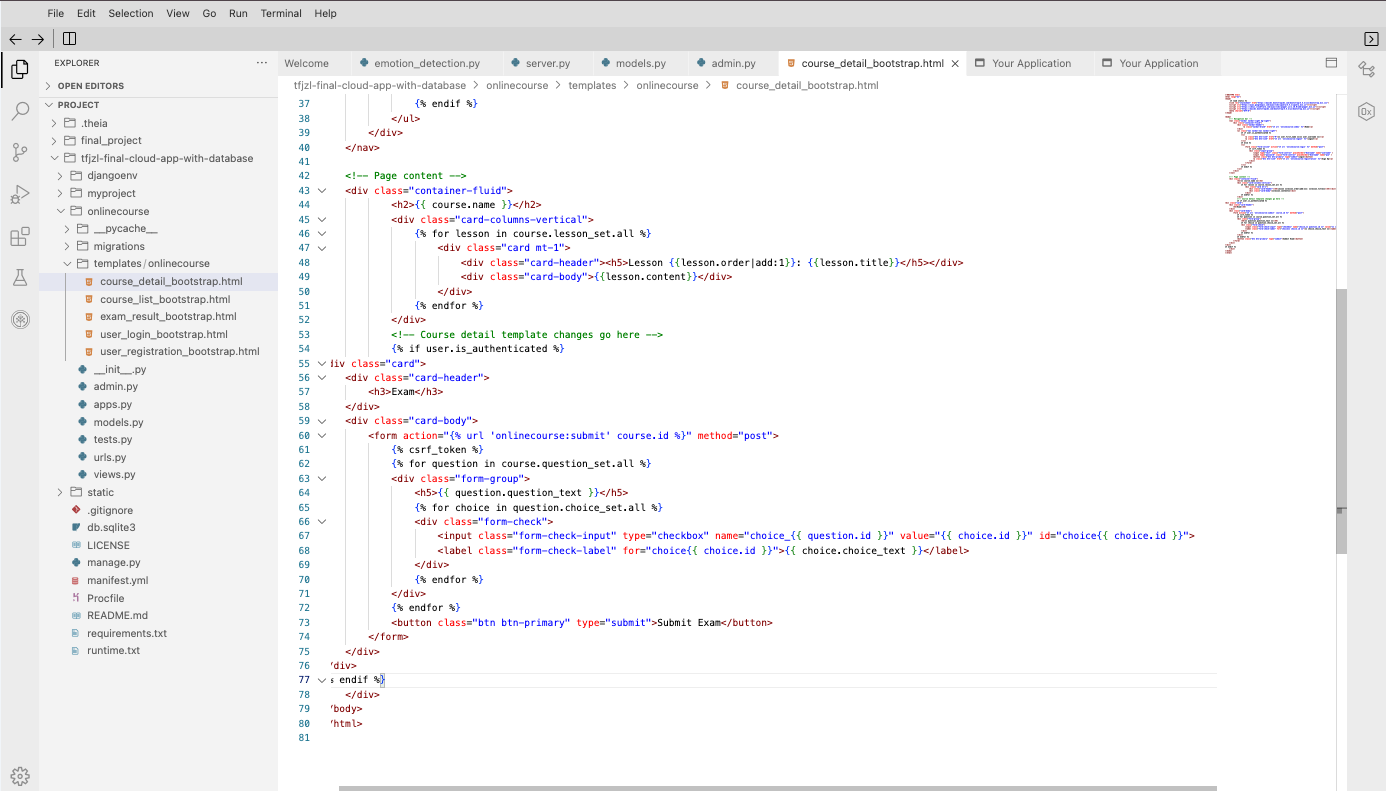 File Edit Selection View Go Run Terminal Help
EXPLORER
OPEN EDITORS
PROJECT
.theia
final_project
tfjzl-final-cloud-app-with-database
djangoenv
myproject
onlinecourse
__pycache__
migrations
templates / onlinecourse
course_detail_bootstrap.html
course_list_bootstrap.html
exam_result_bootstrap.html
user_login_bootstrap.html
user_registration_bootstrap.html
__init__.py
admin.py
apps.py
models.py
tests.py
urls.py
views.py
static
.gitignore
db.sqlite3
LICENSE
manage.py
manifest.yml
Procfile
README.md
requirements.txt
runtime.txt
Welcome emotion_detection.py server.py models.py admin.py course_detail_bootstrap.html Your Application Your Application
tfjzl-final-cloud-app-with-database > onlinecourse > templates > onlinecourse > course_detail_bootstrap.html
37 {% endif %}
38 </ul>
39 </div>
40 </nav>
41
42 <!-- Page content -->
43 <div class="container-fluid">
44 <h2>{{ course.name }}</h2>
45 <div class="card-columns-vertical">
46 {% for lesson in course.lesson_set.all %}
47 <div class="card mt-1">
48 <div class="card-header"><h5>Lesson {{lesson.order|add:1}}: {{lesson.title}}</h5></div>
49 <div class="card-body">{{lesson.content}}</div>
50 </div>
51 {% endfor %}
52 </div>
53 <!-- Course detail template changes go here -->
54 {% if user.is_authenticated %}
55 div class="card">
56 <div class="card-header">
57 <h3>Exam</h3>
58 </div>
59 <div class="card-body">
60 <form action="{% url 'onlinecourse:submit' course.id %}" method="post">
61 {% csrf_token %}
62 {% for question in course.question_set.all %}
63 <div class="form-group">
64 <h5>{{ question.question_text }}</h5>
65 {% for choice in question.choice_set.all %}
66 <div class="form-check">
67 <input class="form-check-input" type="checkbox" name="choice_{{ question.id }}" value="{{ choice.id }}" id="choice{{ choice.id }}">
68 <label class="form-check-label" for="choice{{ choice.id }}">{{ choice.choice_text }}</label>
69 </div>
70 {% endfor %}
71 </div>
72 {% endfor %}
73 <button class="btn btn-primary" type="submit">Submit Exam</button>
74 </form>
75 </div>
76 /div>
77 % endif %}
78 </div>
79 /body>
80 /html>
81